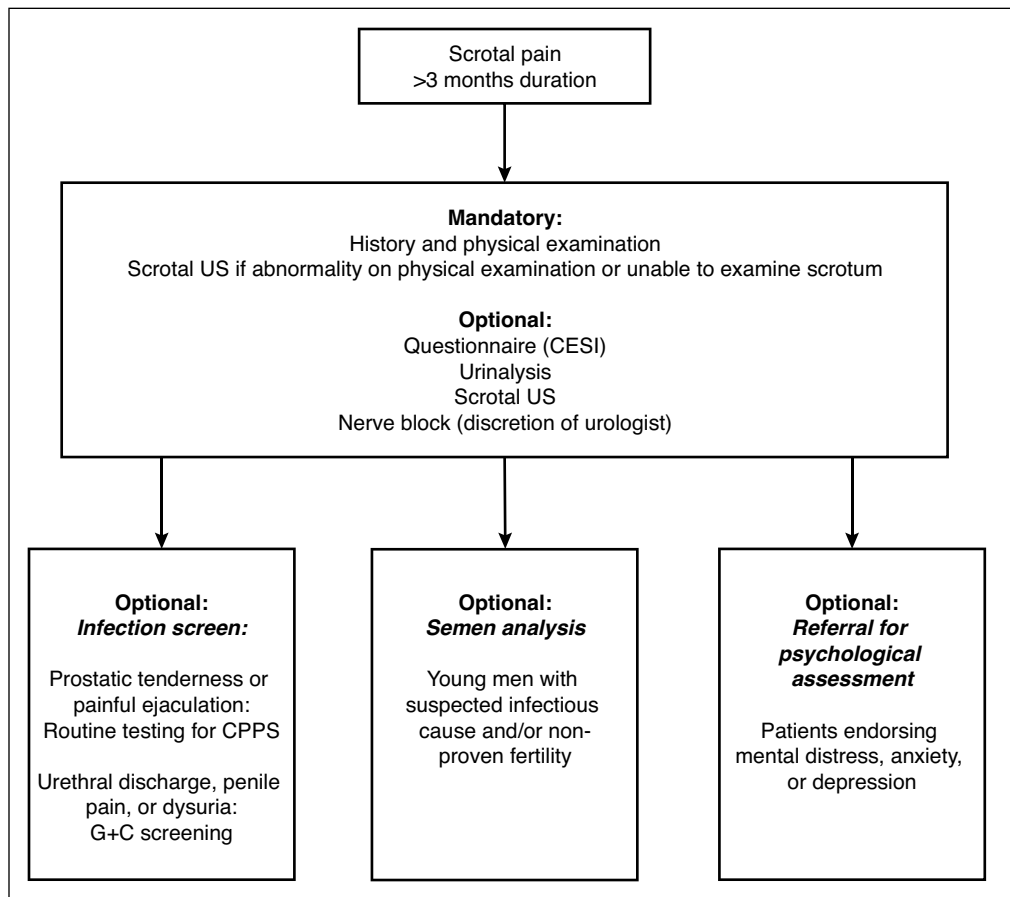 Scrotal pain
>3 months duration
Mandatory:
History and physical examination
Scrotal US if abnormality on physical examination or unable to examine scrotum
Optional:
Questionnaire (CESI)
Urinalysis
Scrotal US
Nerve block (discretion of urologist)
Optional:
Infection screen:
Prostatic tenderness or
painful ejaculation:
Routine testing for CPPS
Urethral discharge, penile
pain, or dysuria:
G+C screening
Optional:
Semen analysis
Young men with
suspected infectious
cause and/or non-
proven fertility
Optional:
Referral for
psychological
assessment
Patients endorsing
mental distress, anxiety,
or depression